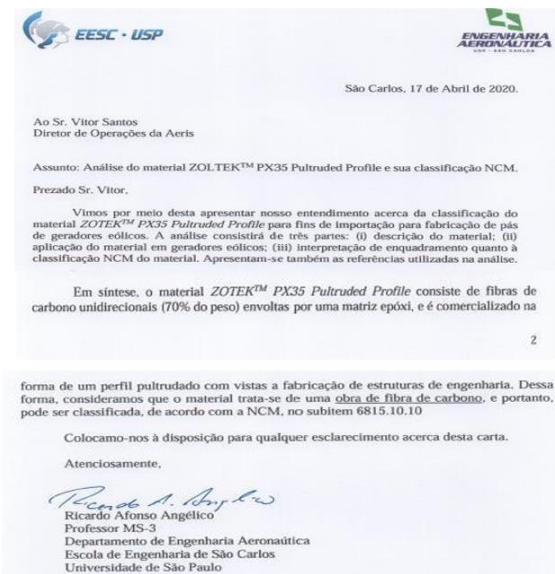 EESC · USP
ENGENHARIA
AERONÁUTICA
USP - SÃO CARLOS
São Carlos, 17 de Abril de 2020.
Ao Sr. Vitor Santos
Diretor de Operações da Aeris
Assunto: Análise do material ZOLTEK™ PX35 Pultruded Profile e sua classificação NCM.
Prezado Sr. Vitor,
Vimos por meio desta apresentar nosso entendimento acerca da classificação do
material ZOTEK™ PX35 Pultruded Profile para fins de importação para fabricação de pás
de geradores eólicos. A análise consistirá de três partes: (i) descrição do material; (ii)
aplicação do material em geradores eólicos; (iii) interpretação de enquadramento quanto à
classificação NCM do material. Apresentam-se também as referências utilizadas na análise.
Em síntese, o material ZOTEK™ PX35 Pultruded Profile consiste de fibras de
carbono unidirecionais (70% do peso) envoltas por uma matriz epóxi, e é comercializado na
2
forma de um perfil pultrudado com vistas a fabricação de estruturas de engenharia. Dessa
forma, consideramos que o material trata-se de uma obra de fibra de carbono, e portanto,
pode ser classificada, de acordo com a NCM, no subitem 6815.10.10
Colocamo-nos à disposição para qualquer esclarecimento acerca desta carta.
Atenciosamente,
Ricardo A. Angélico
Ricardo Afonso Angélico
Professor MS-3
Departamento de Engenharia Aeronaútica
Escola de Engenharia de São Carlos
Universidade de São Paulo